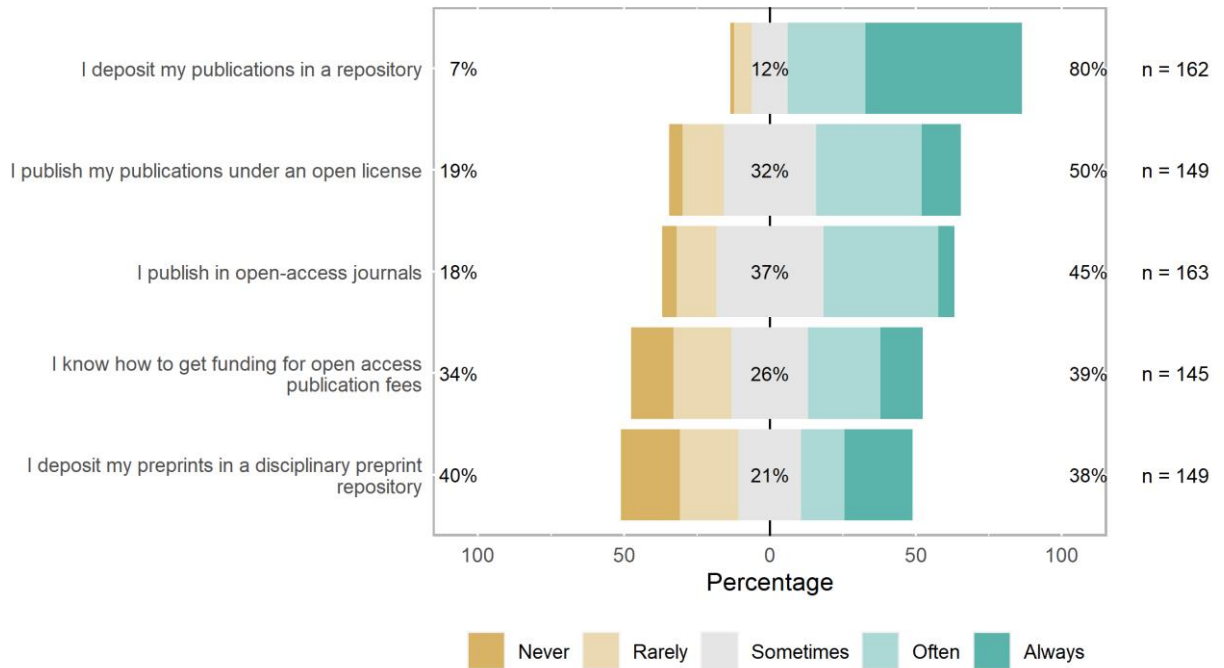 I deposit my publications in a repository 7% 12% 80% n = 162
I publish my publications under an open license 19% 32% 50% n = 149
I publish in open-access journals 18% 37% 45% n = 163
I know how to get funding for open access
publication fees 34% 26% 39% n = 145
I deposit my preprints in a disciplinary preprint
repository 40% 21% 38% n = 149
100 50 0 50 100
Percentage
Never Rarely Sometimes Often Always